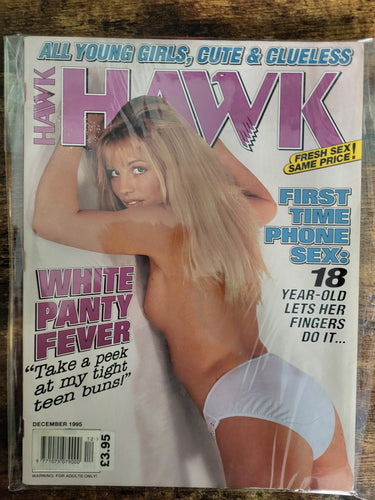 ALL YOUNG GIRLS, CUTE & CLUELESS
HAWK
HAWK
FRESH SEX
SAME PRICE!
FIRST
TIME
PHONE
SEX:
18
YEAR-OLD
LETS HER
FINGERS
DO IT...
WHITE
PANTY
FEVER
"Take a peek
at my tight
teen buns!"
DECEMBER 1995
£3.95
WARNING: FOR ADULTS ONLY!